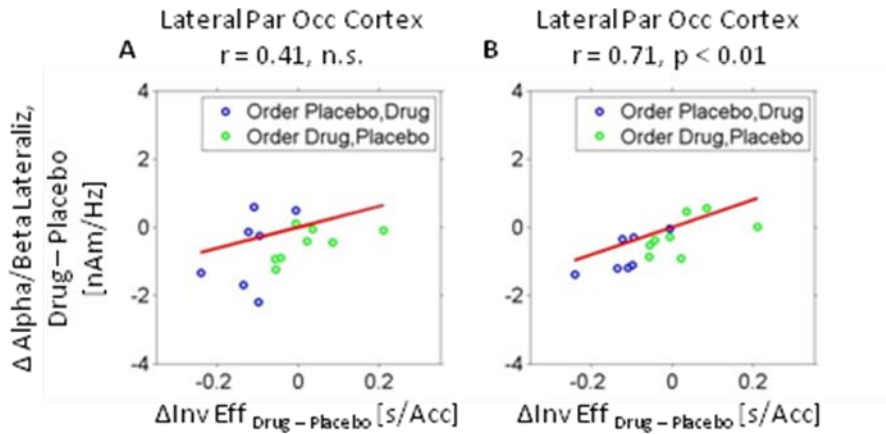 Lateral Par Occ Cortex
A
r = 0.41, n.s.
Δ Alpha/Beta Lateraliz,
Drug – Placebo
[nAm/Hz]
4
2
0
-2
-4
Order Placebo,Drug
Order Drug,Placebo
-0.2
0
0.2
ΔInv Eff Drug – Placebo [s/Acc]
Lateral Par Occ Cortex
B
r = 0.71, p < 0.01
4
2
0
-2
-4
Order Placebo,Drug
Order Drug,Placebo
-0.2
0
0.2
ΔInv Eff Drug – Placebo [s/Acc]